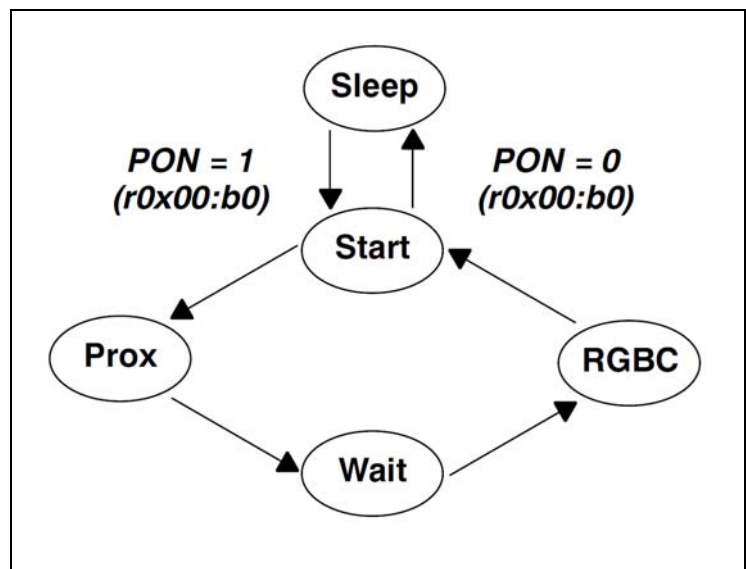 Sleep
PON = 1
(r0x00:b0)
PON = 0
(r0x00:b0)
Start
Prox
RGBC
Wait